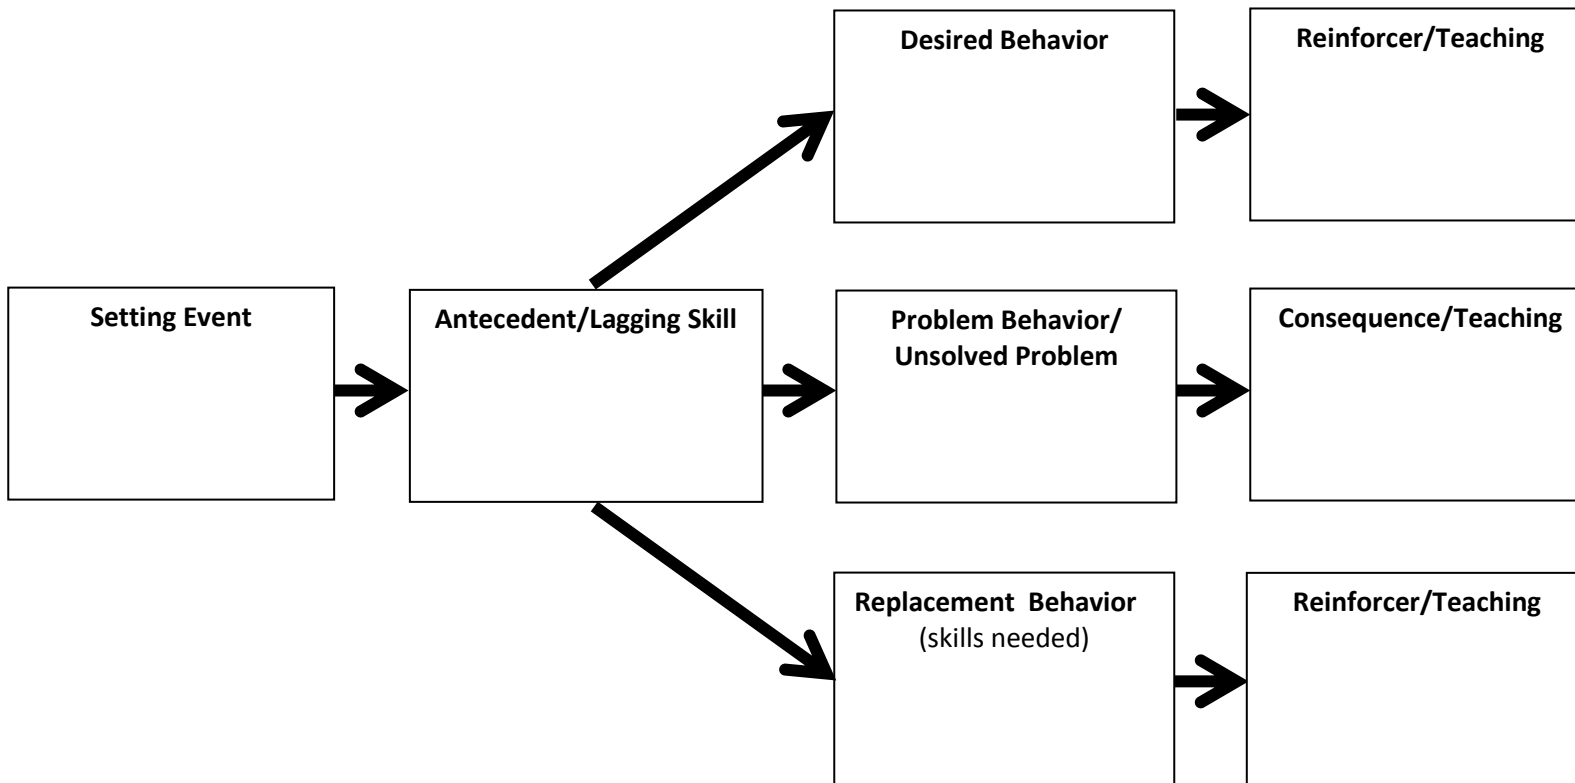 Desired Behavior
Reinforcer/Teaching
Setting Event
Antecedent/Lagging Skill
Problem Behavior/
Unsolved Problem
Consequence/Teaching
Replacement  Behavior
(skills needed)
Reinforcer/Teaching